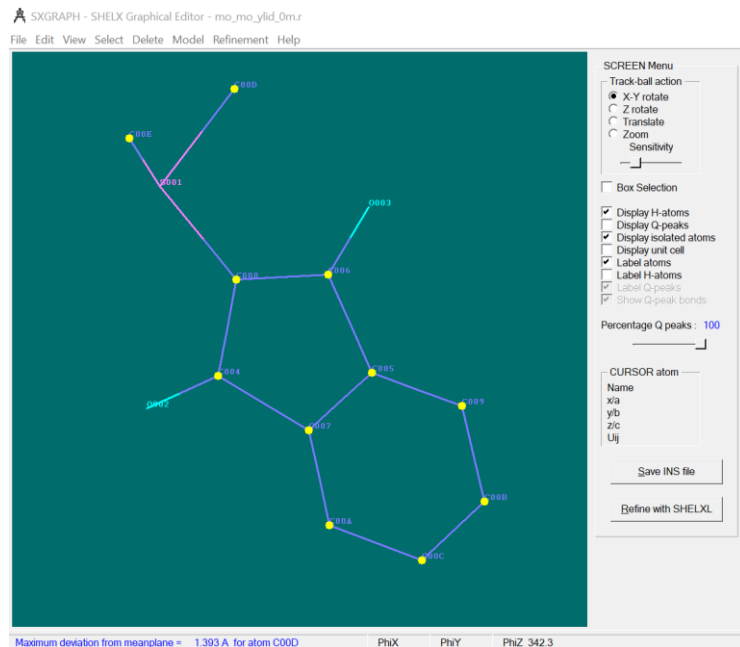 SXGRAPH - SHELX Graphical Editor - mo_mo_ylid_0m.r
File Edit View Select Delete Model Refinement Help
SCREEN Menu
Track-ball action
X-Y rotate
Z rotate
Translate
Zoom
Sensitivity
Box Selection
Display H-atoms
Display Q-peaks
Display isolated atoms
Display unit cell
Label atoms
Label H-atoms
Label Q-peaks
Show Q-peak bonds
Percentage Q peaks : 100
CURSOR atom
Name
x/a
y/b
z/c
Uij
Save INS file
Refine with SHELXL
C00D
C00E
S001
O003
C008
C006
C004
C005
O002
C009
C007
C00B
C00A
C00C
Maximum deviation from meanplane = 1.393 A for atom C00D
PhiX PhiY PhiZ 342.3